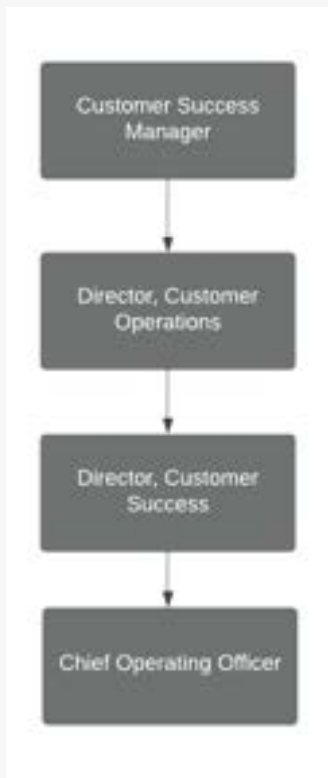 Customer Success
Manager
Director, Customer
Operations
Director, Customer
Success
Chief Operating Officer